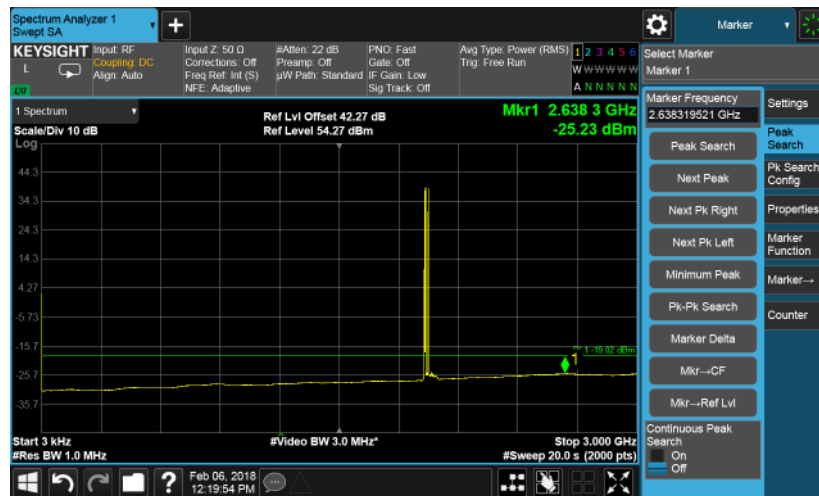 Spectrum Analyzer 1
Swept SA
+
Marker
KEYSIGHT
L
LXI
Input: RF
Coupling: DC
Align: Auto
Input Z: 50 Ω
Corrections: Off
Freq Ref: Int (S)
NFE: Adaptive
#Atten: 22 dB
Preamp: Off
µW Path: Standard
PNO: Fast
Gate: Off
IF Gain: Low
Sig Track: Off
Avg Type: Power (RMS)
Trig: Free Run
1 2 3 4 5 6
W W W W W W
A N N N N N
Select Marker
Marker 1
1 Spectrum
Scale/Div 10 dB
Log
Ref Lvl Offset 42.27 dB
Ref Level 54.27 dBm
Mkr1 2.638 3 GHz
-25.23 dBm
44.3
34.3
24.3
14.3
4.27
-5.73
-15.7
-25.7
-35.7
1 -19.02 dBm
1
Start 3 kHz
#Res BW 1.0 MHz
#Video BW 3.0 MHz*
Stop 3.000 GHz
#Sweep 20.0 s (2000 pts)
Marker Frequency
2.638319521 GHz
Peak Search
Next Peak
Next Pk Right
Next Pk Left
Minimum Peak
Pk-Pk Search
Marker Delta
Mkr→CF
Mkr→Ref Lvl
Continuous Peak
Search
On
Off
Settings
Peak
Search
Pk Search
Config
Properties
Marker
Function
Marker→
Counter
?
Feb 06, 2018
12:19:54 PM